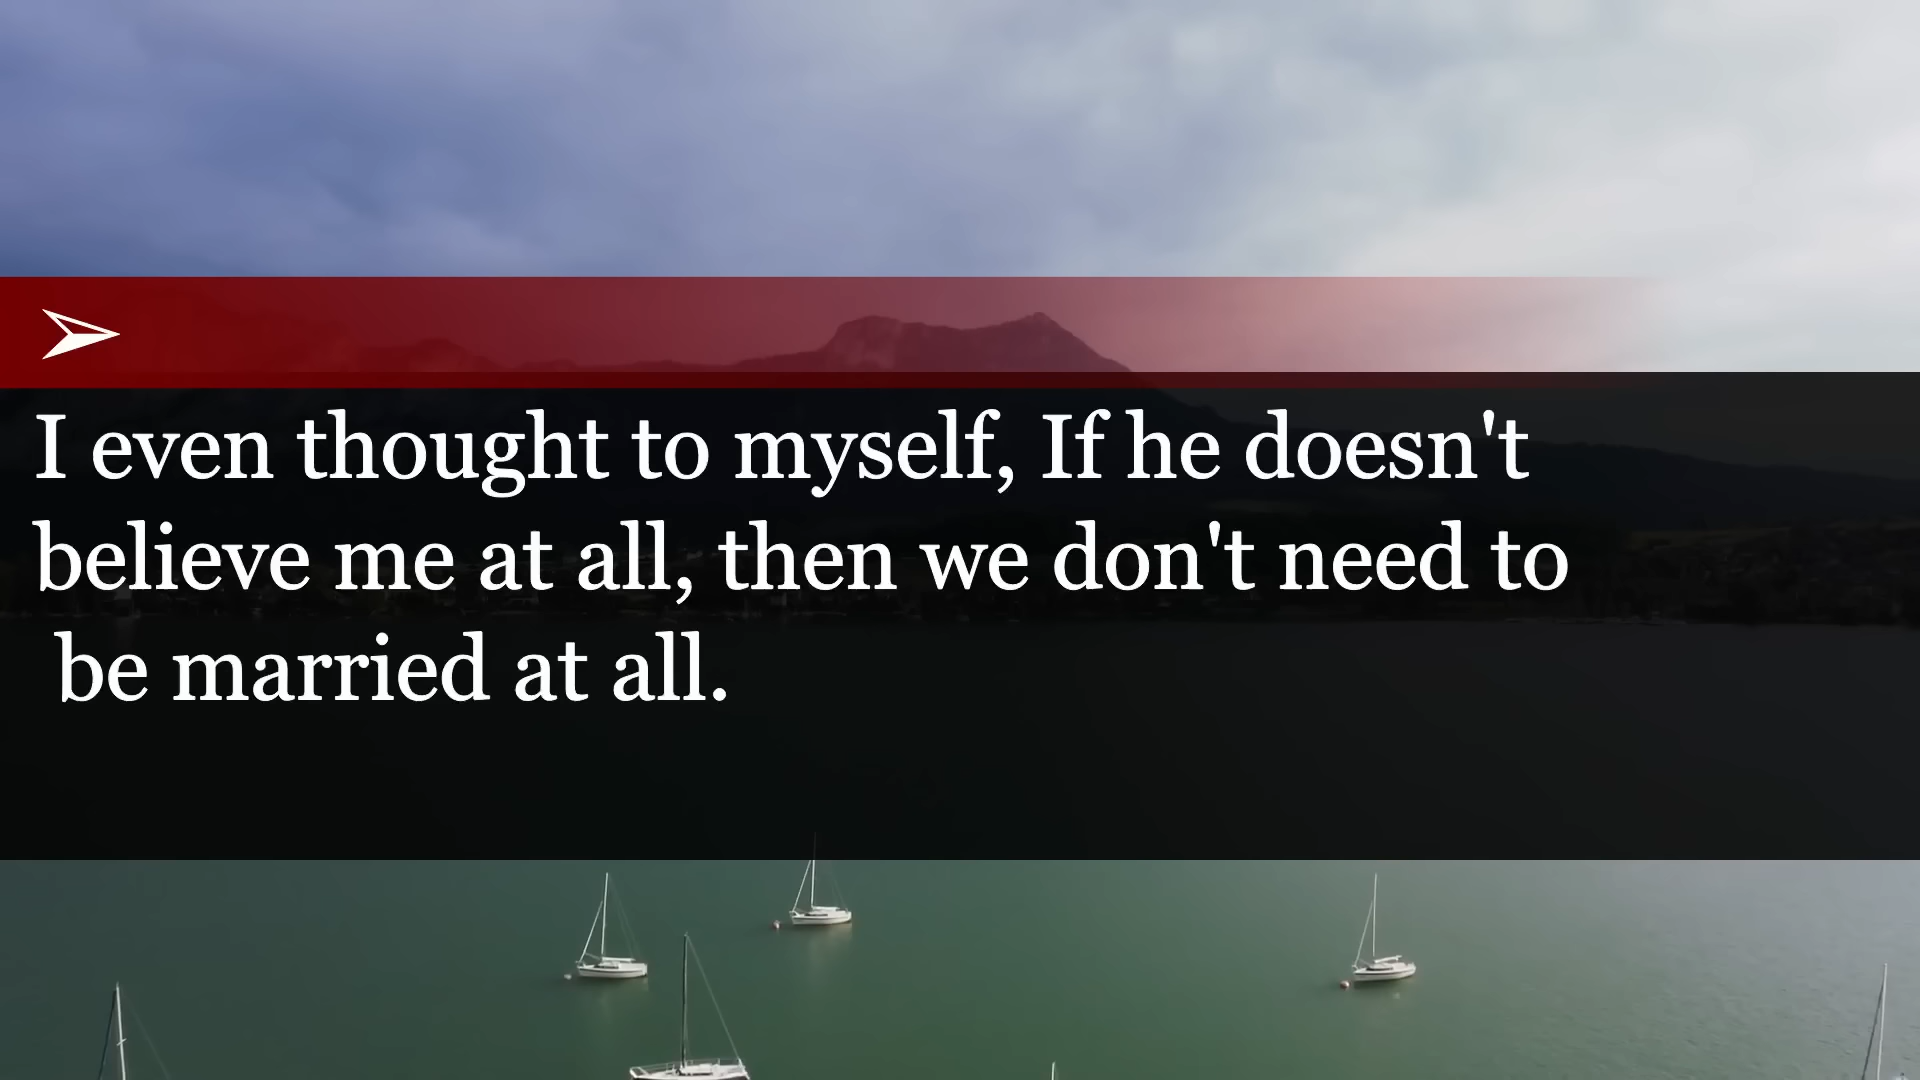 I even thought to myself, If he doesn't
believe me at all, then we don't need to
be married at all.